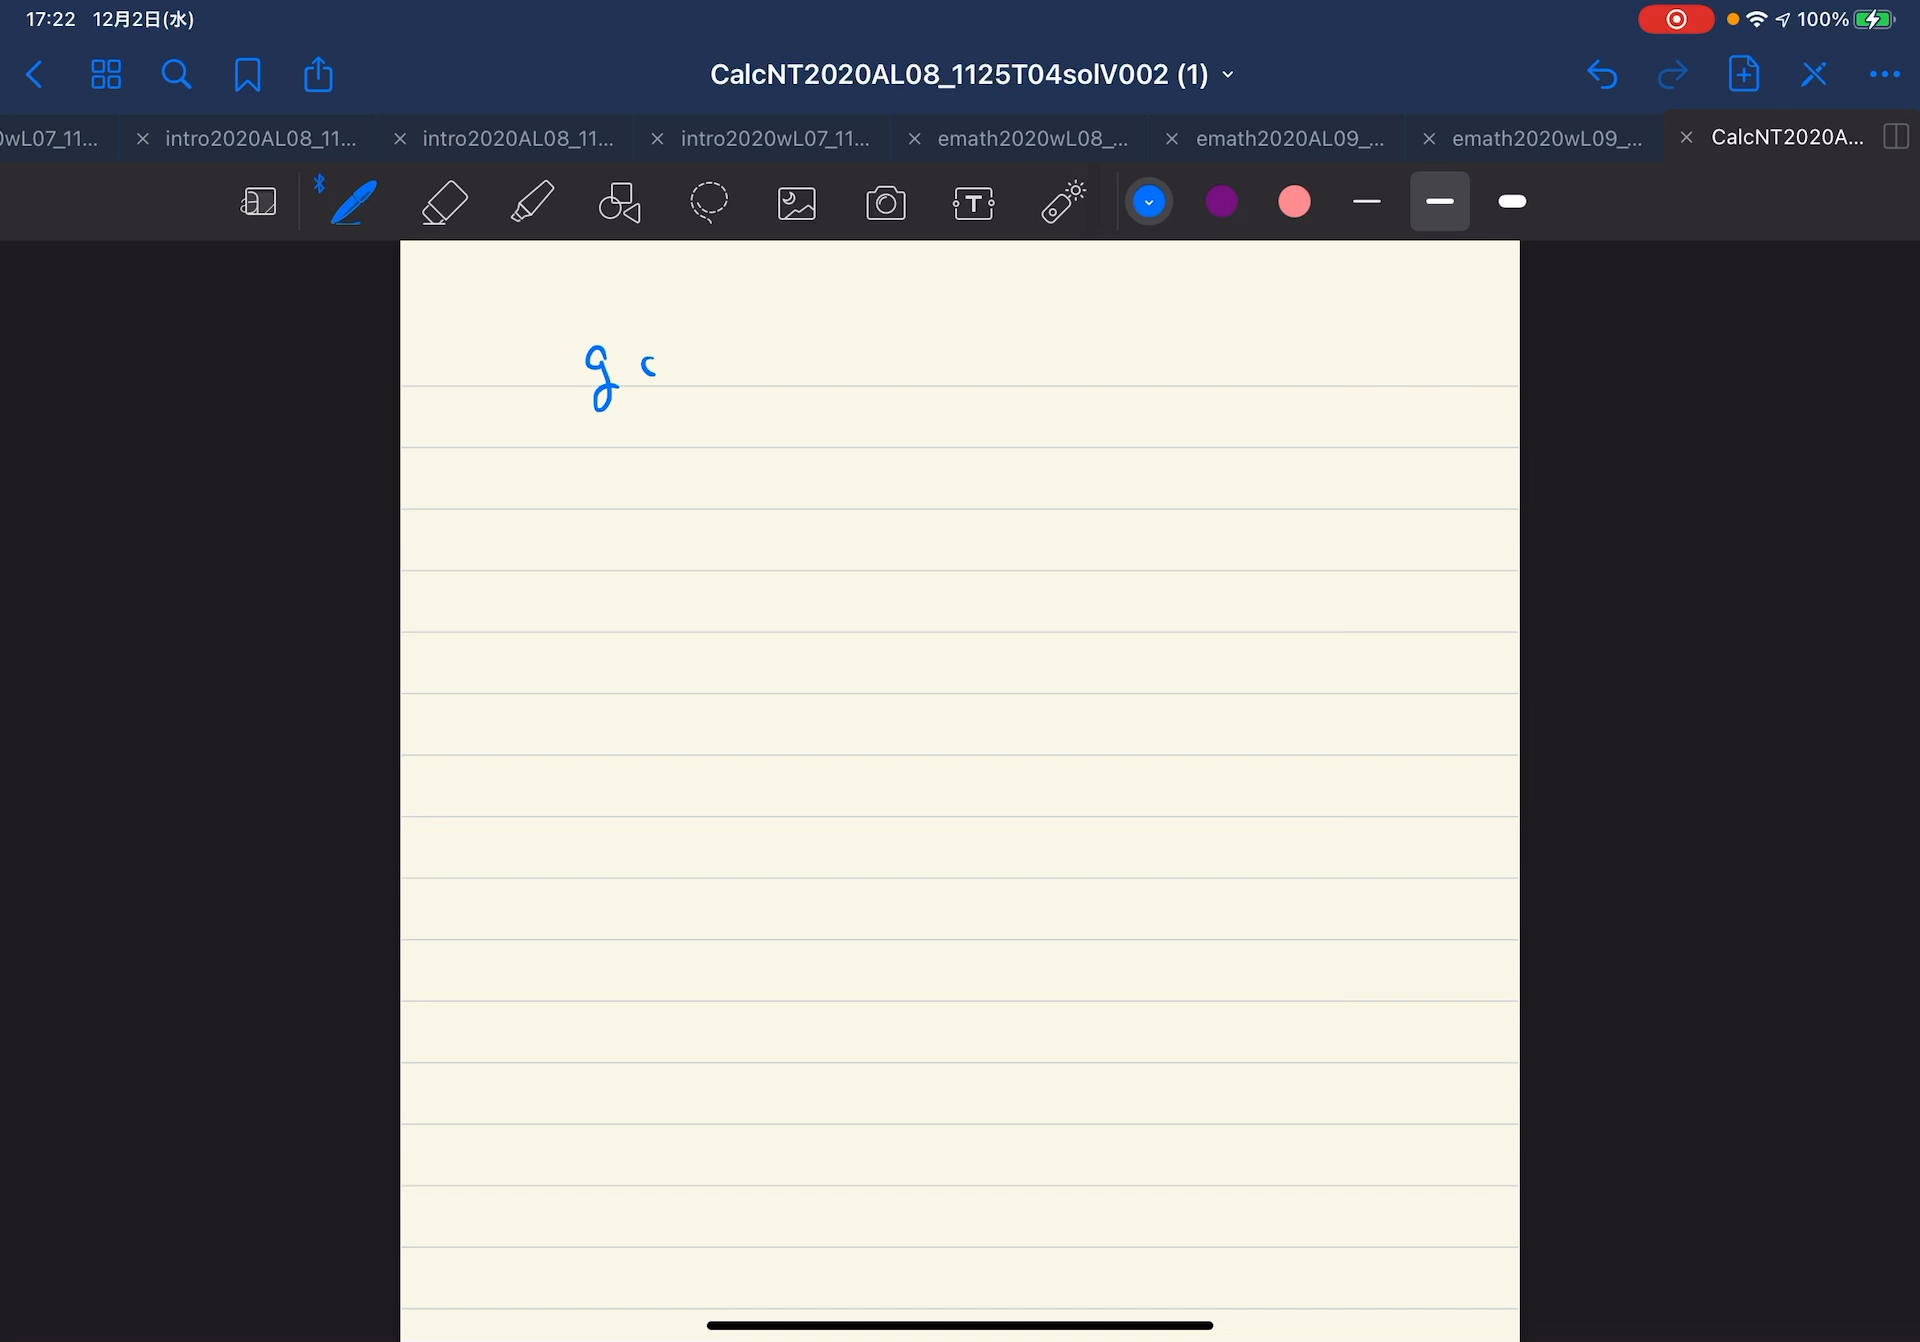 17:22 12月2日(水) 100%
CalcNT2020AL08_1125T04solV002 (1)
wL07_11... intro2020AL08_11... intro2020AL08_11... intro2020wL07_11... emath2020wL08_... emath2020AL09_... emath2020wL09_... CalcNT2020A...
g c